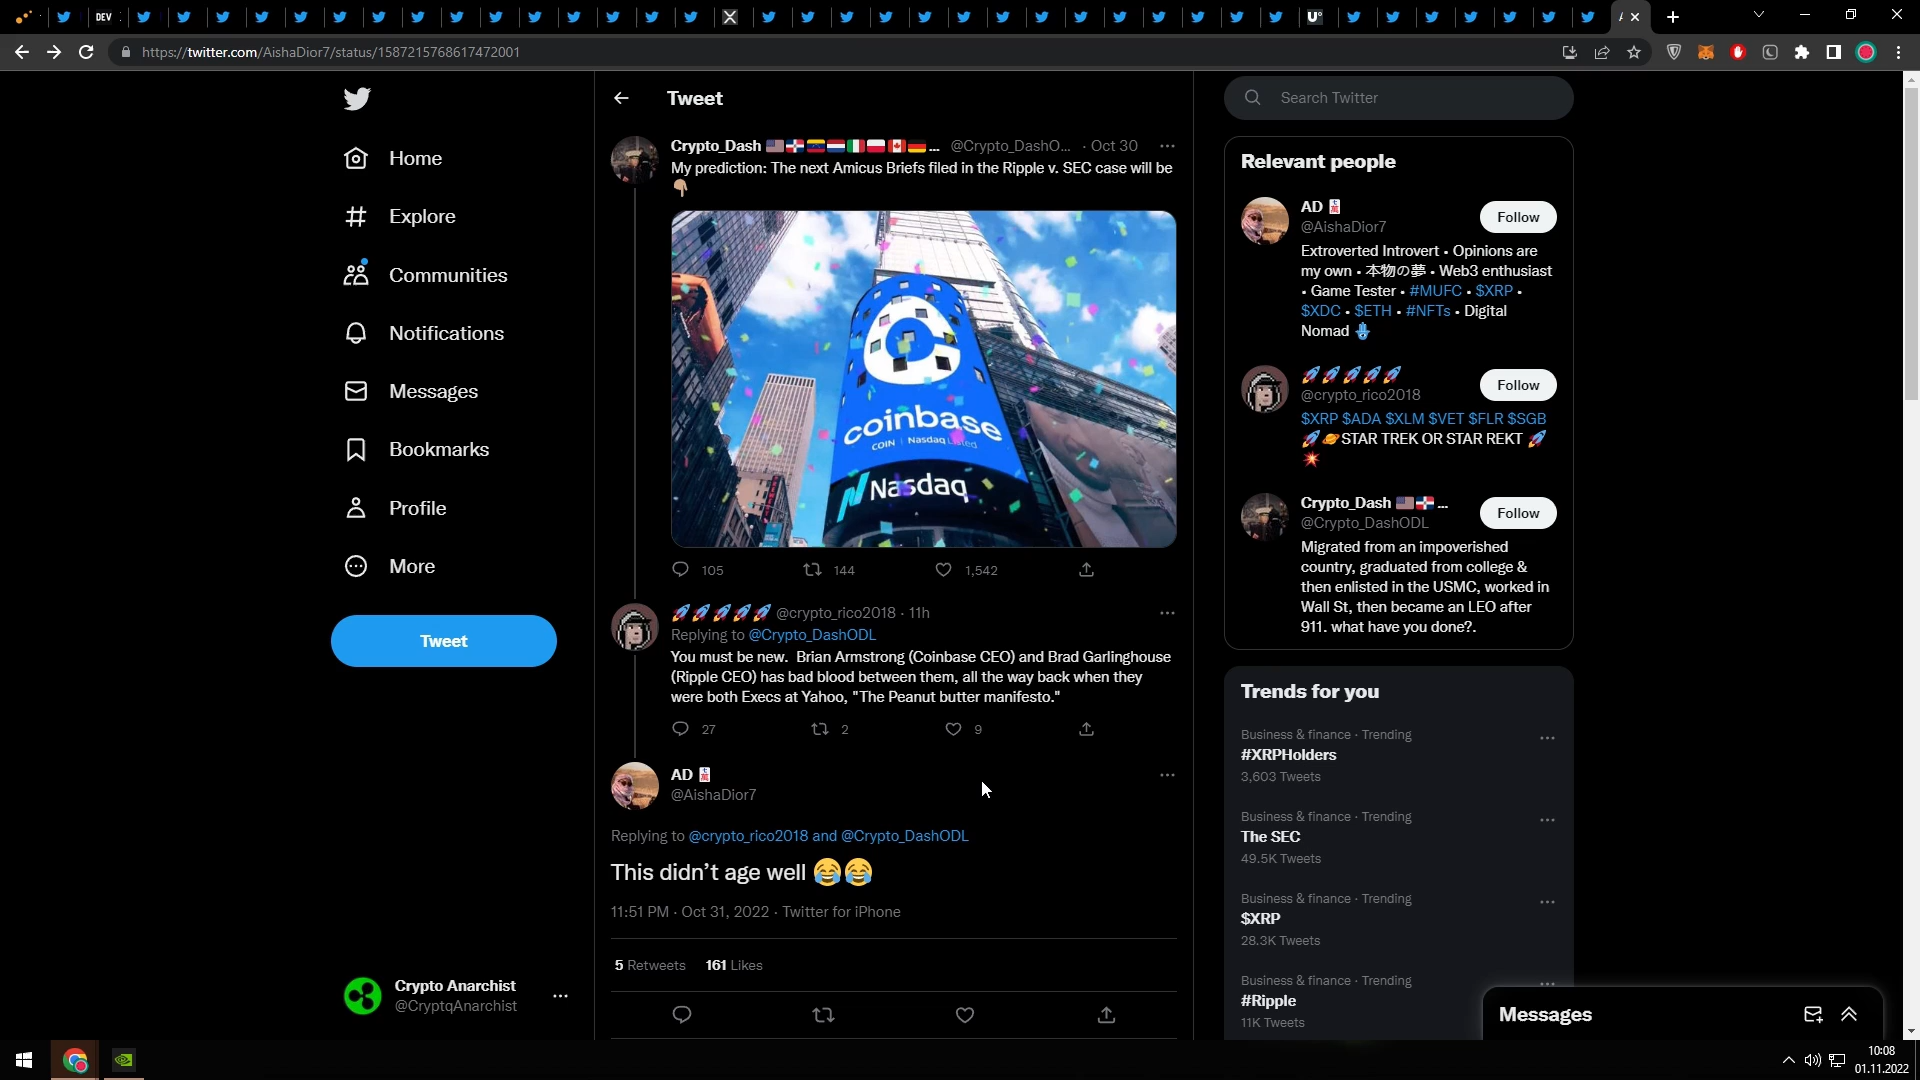 DEV
https://twitter.com/AishaDior7/status/1587215768617472001
Home
Explore
Communities
Notifications
Messages
Bookmarks
Profile
More
Tweet
Crypto Anarchist
@CryptqAnarchist
Tweet
Crypto_Dash 🇺🇸🇩🇴🇻🇪🇳🇱🇮🇹🇵🇱🇨🇦🇩🇪... @Crypto_DashO... · Oct 30
My prediction: The next Amicus Briefs filed in the Ripple v. SEC case will be
👇🏼
coinbase
COIN | Nasdaq Listed
Nasdaq
105 144 1,542
🚀🚀🚀🚀🚀 @crypto_rico2018 · 11h
Replying to @Crypto_DashODL
You must be new. Brian Armstrong (Coinbase CEO) and Brad Garlinghouse
(Ripple CEO) has bad blood between them, all the way back when they
were both Execs at Yahoo, "The Peanut butter manifesto."
27 2 9
AD
@AishaDior7
Replying to @crypto_rico2018 and @Crypto_DashODL
This didn’t age well 😂😂
11:51 PM · Oct 31, 2022 · Twitter for iPhone
5 Retweets 161 Likes
Search Twitter
Relevant people
AD
@AishaDior7
Follow
Extroverted Introvert • Opinions are
my own • 本物の夢 • Web3 enthusiast
• Game Tester • #MUFC • $XRP •
$XDC • $ETH • #NFTs • Digital
Nomad 🪬
🚀🚀🚀🚀🚀
@crypto_rico2018
Follow
$XRP $ADA $XLM $VET $FLR $SGB
🚀🪐STAR TREK OR STAR REKT 🚀
💥
Crypto_Dash 🇺🇸🇩🇴 ...
@Crypto_DashODL
Follow
Migrated from an impoverished
country, graduated from college &
then enlisted in the USMC, worked in
Wall St, then became an LEO after
911. what have you done?.
Trends for you
Business & finance · Trending
#XRPHolders
3,603 Tweets
Business & finance · Trending
The SEC
49.5K Tweets
Business & finance · Trending
$XRP
28.3K Tweets
Business & finance · Trending
#Ripple
11K Tweets
Messages
10:08
01.11.2022